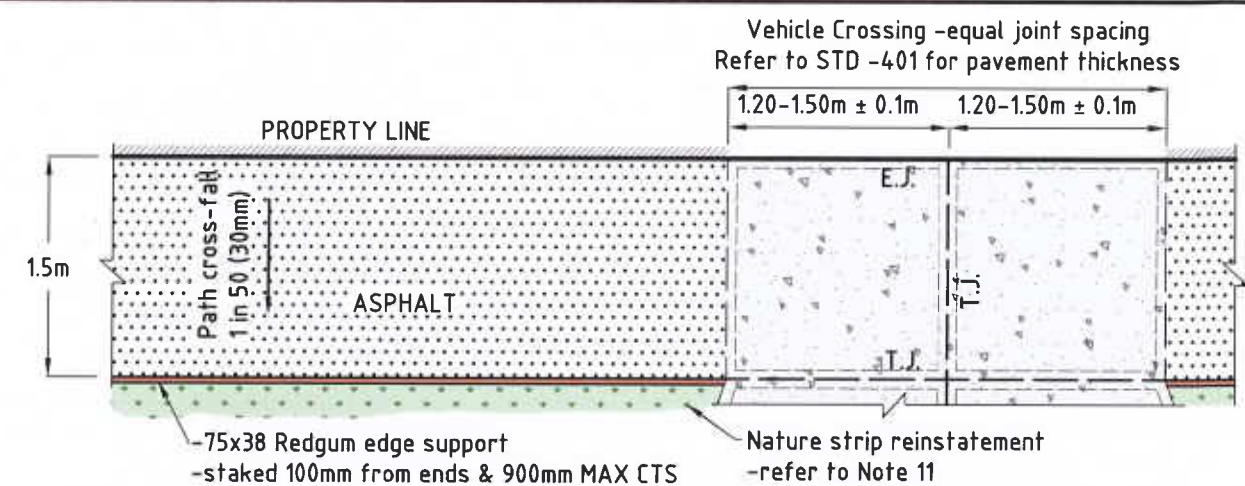 Vehicle Crossing -equal joint spacing
Refer to STD -401 for pavement thickness
1.20-1.50m ± 0.1m
1.20-1.50m ± 0.1m
PROPERTY LINE
E.J.
1.5m
Path cross-fall
1 in 50 (30mm)
ASPHALT
T.J.
T.J.
-75x38 Redgum edge support
-staked 100mm from ends & 900mm MAX CTS
Nature strip reinstatement
-refer to Note 11